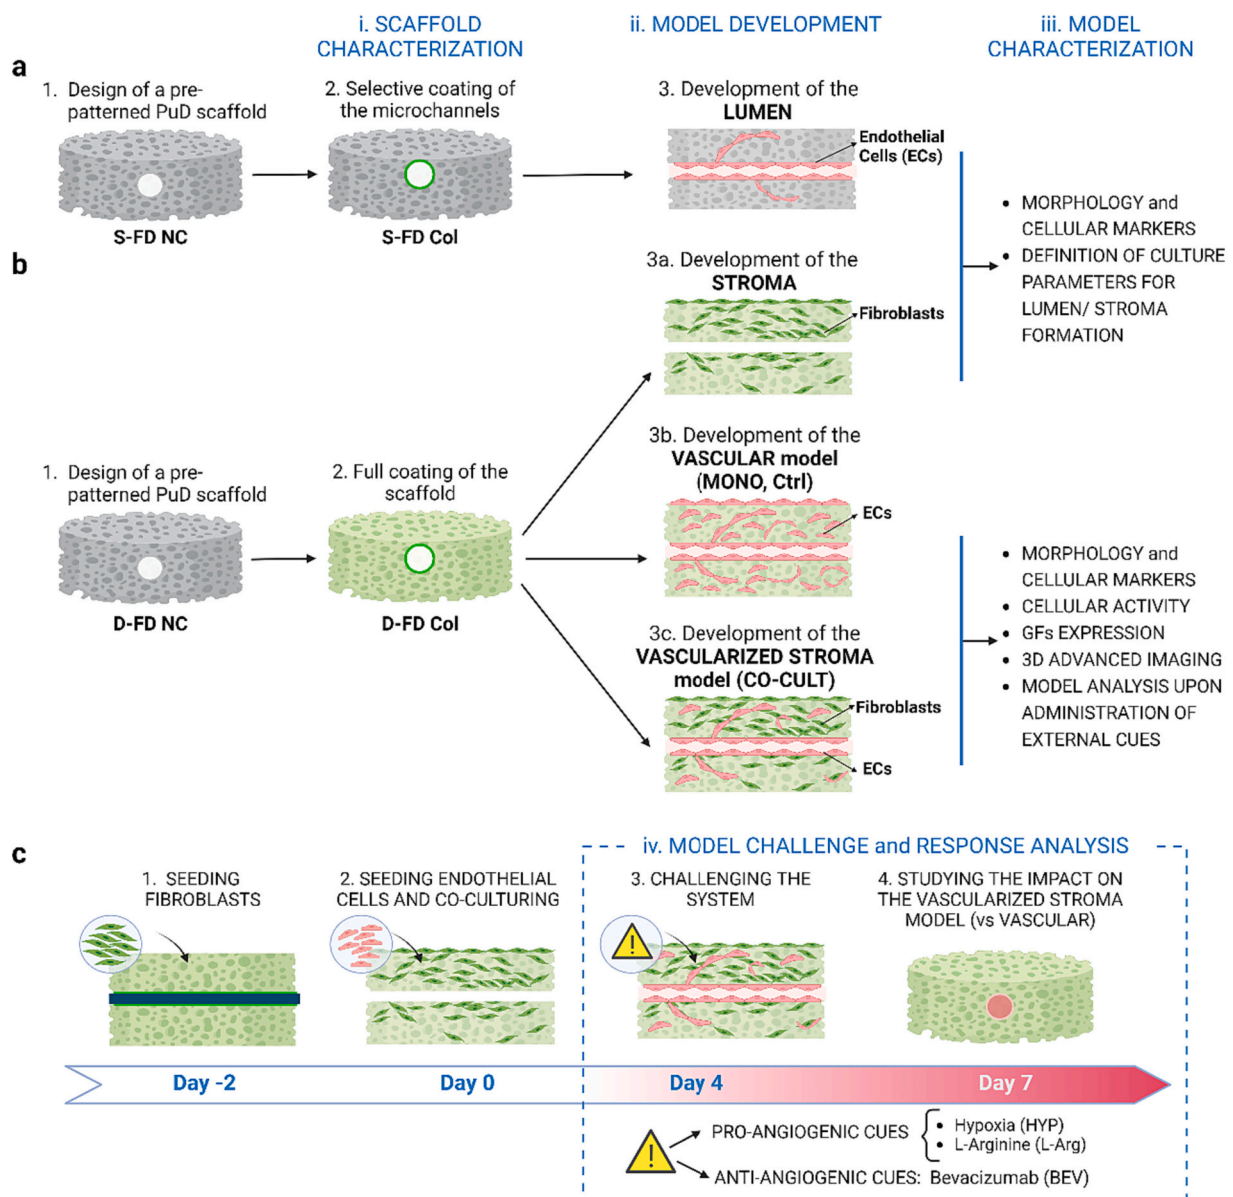 i. SCAFFOLD
CHARACTERIZATION
ii. MODEL DEVELOPMENT
iii. MODEL
CHARACTERIZATION
a
1. Design of a pre-
patterned PuD scaffold
2. Selective coating of
the microchannels
3. Development of the
LUMEN
Endothelial
Cells (ECs)
S-FD NC
S-FD Col
• MORPHOLOGY and
CELLULAR MARKERS
• DEFINITION OF CULTURE
PARAMETERS FOR
LUMEN/ STROMA
FORMATION
b
3a. Development of the
STROMA
Fibroblasts
1. Design of a pre-
patterned PuD scaffold
2. Full coating of the
scaffold
3b. Development of the
VASCULAR model
(MONO, Ctrl)
ECs
D-FD NC
D-FD Col
3c. Development of the
VASCULARIZED STROMA
model (CO-CULT)
Fibroblasts
ECs
• MORPHOLOGY and
CELLULAR MARKERS
• CELLULAR ACTIVITY
• GFs EXPRESSION
• 3D ADVANCED IMAGING
• MODEL ANALYSIS UPON
ADMINISTRATION OF
EXTERNAL CUES
c
iv. MODEL CHALLENGE and RESPONSE ANALYSIS
1. SEEDING
FIBROBLASTS
2. SEEDING ENDOTHELIAL
CELLS AND CO-CULTURING
3. CHALLENGING THE
SYSTEM
4. STUDYING THE IMPACT ON
THE VASCULARIZED STROMA
MODEL (vs VASCULAR)
!
Day -2
Day 0
Day 4
Day 7
!
PRO-ANGIOGENIC CUES
• Hypoxia (HYP)
• L-Arginine (L-Arg)
ANTI-ANGIOGENIC CUES: Bevacizumab (BEV)